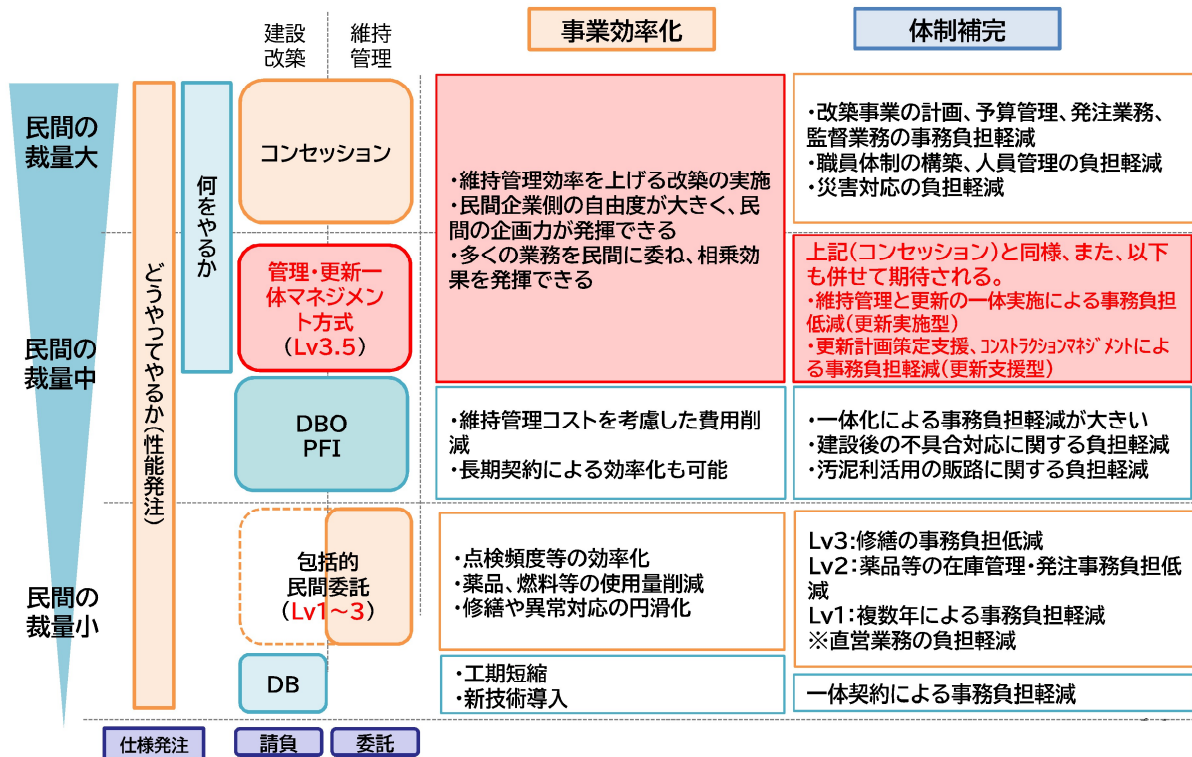 建設
改築
維持
管理
事業効率化
体制補完
民間の
裁量大
民間の
裁量中
民間の
裁量小
どうやってやるか(性能発注)
何をやるか
コンセッション
・維持管理効率を上げる改築の実施
・民間企業側の自由度が大きく、民
間の企画力が発揮できる
・多くの業務を民間に委ね、相乗効
果を発揮できる
・改築事業の計画、予算管理、発注業務、
監督業務の事務負担軽減
・職員体制の構築、人員管理の負担軽減
・災害対応の負担軽減
管理・更新一
体マネジメン
ト方式
(Lv3.5)
上記(コンセッション)と同様、また、以下
も併せて期待される。
・維持管理と更新の一体実施による事務負担
低減(更新実施型)
・更新計画策定支援、コンストラクションマネジメントによ
る事務負担軽減(更新支援型)
DBO
PFI
・維持管理コストを考慮した費用削
減
・長期契約による効率化も可能
・一体化による事務負担軽減が大きい
・建設後の不具合対応に関する負担軽減
・汚泥利活用の販路に関する負担軽減
包括的
民間委託
(Lv1~3)
・点検頻度等の効率化
・薬品、燃料等の使用量削減
・修繕や異常対応の円滑化
Lv3:修繕の事務負担低減
Lv2:薬品等の在庫管理・発注事務負担低
減
Lv1:複数年による事務負担軽減
※直営業務の負担軽減
DB
・工期短縮
・新技術導入
一体契約による事務負担軽減
仕様発注
請負
委託